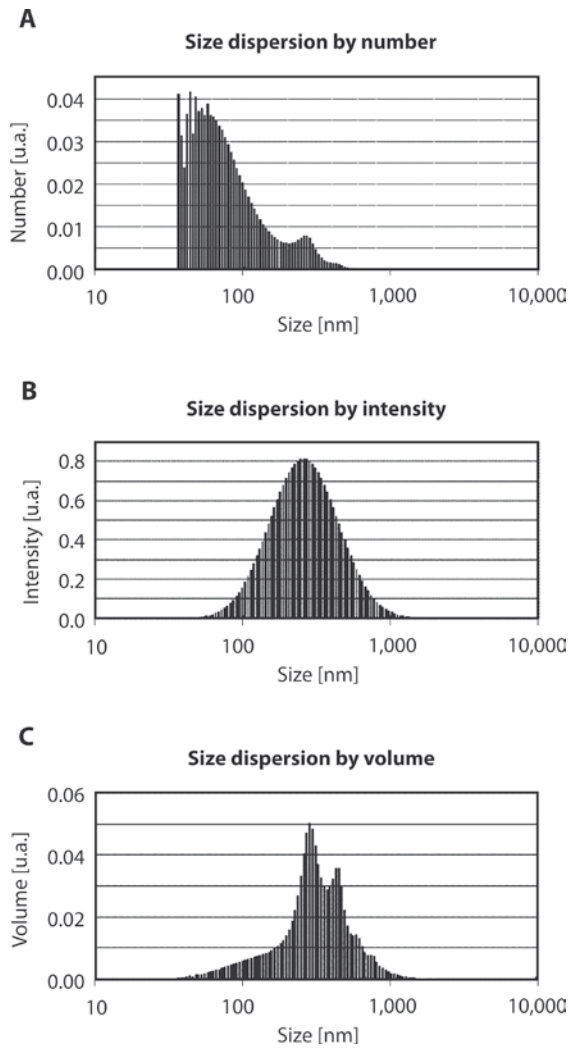 A
Size dispersion by number
Number [u.a.]
0.04
0.03
0.02
0.01
0.00
10
100
1,000
10,000
Size [nm]
B
Size dispersion by intensity
Intensity [u.a.]
0.8
0.6
0.4
0.2
0.0
10
100
1,000
10,000
Size [nm]
C
Size dispersion by volume
Volume [u.a.]
0.06
0.04
0.02
0.00
10
100
1,000
10,000
Size [nm]